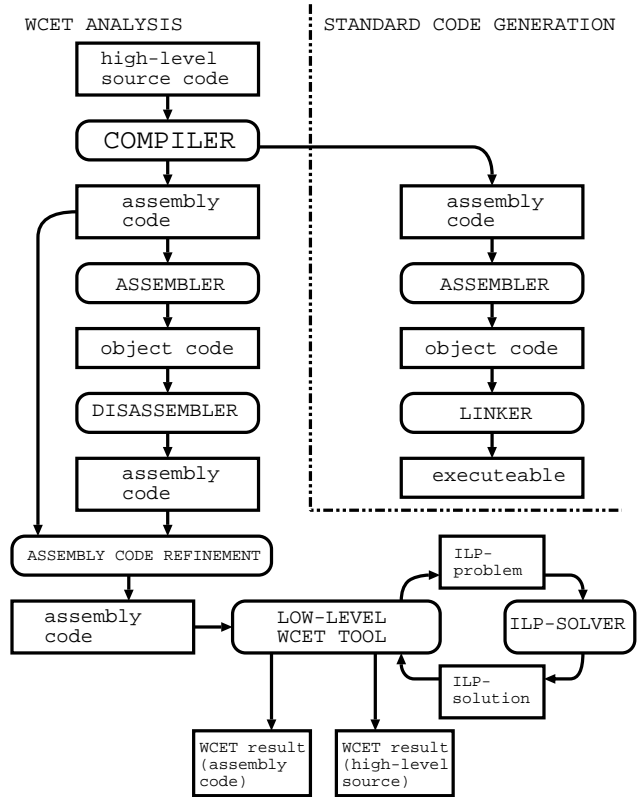 WCET ANALYSIS
STANDARD CODE GENERATION
high-level
source code
COMPILER
assembly
code
assembly
code
ASSEMBLER
ASSEMBLER
object code
object code
DISASSEMBLER
LINKER
assembly
code
executeable
ASSEMBLY CODE REFINEMENT
ILP-
problem
assembly
code
LOW-LEVEL
WCET TOOL
ILP-SOLVER
ILP-
solution
WCET result
(assembly
code)
WCET result
(high-level
source)